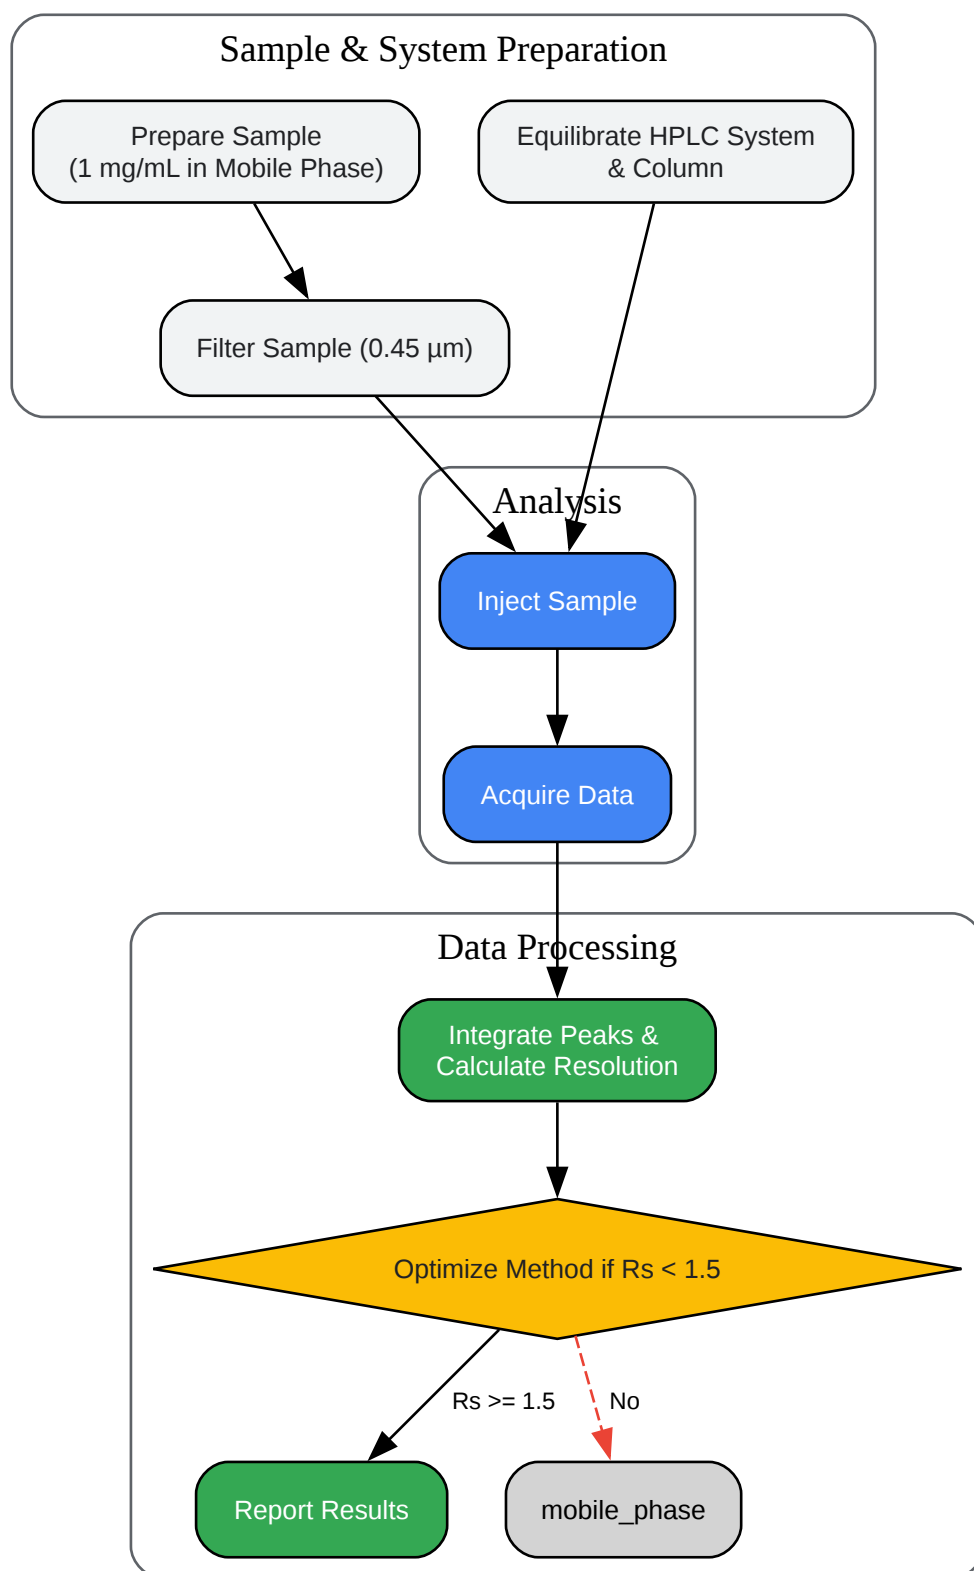 Sample & System Preparation
Prepare Sample
(1 mg/mL in Mobile Phase)
Equilibrate HPLC System
& Column
Filter Sample (0.45 µm)
Analysis
Inject Sample
Acquire Data
Data Processing
Integrate Peaks &
Calculate Resolution
Optimize Method if Rs < 1.5
Rs >= 1.5
No
Report Results
mobile_phase